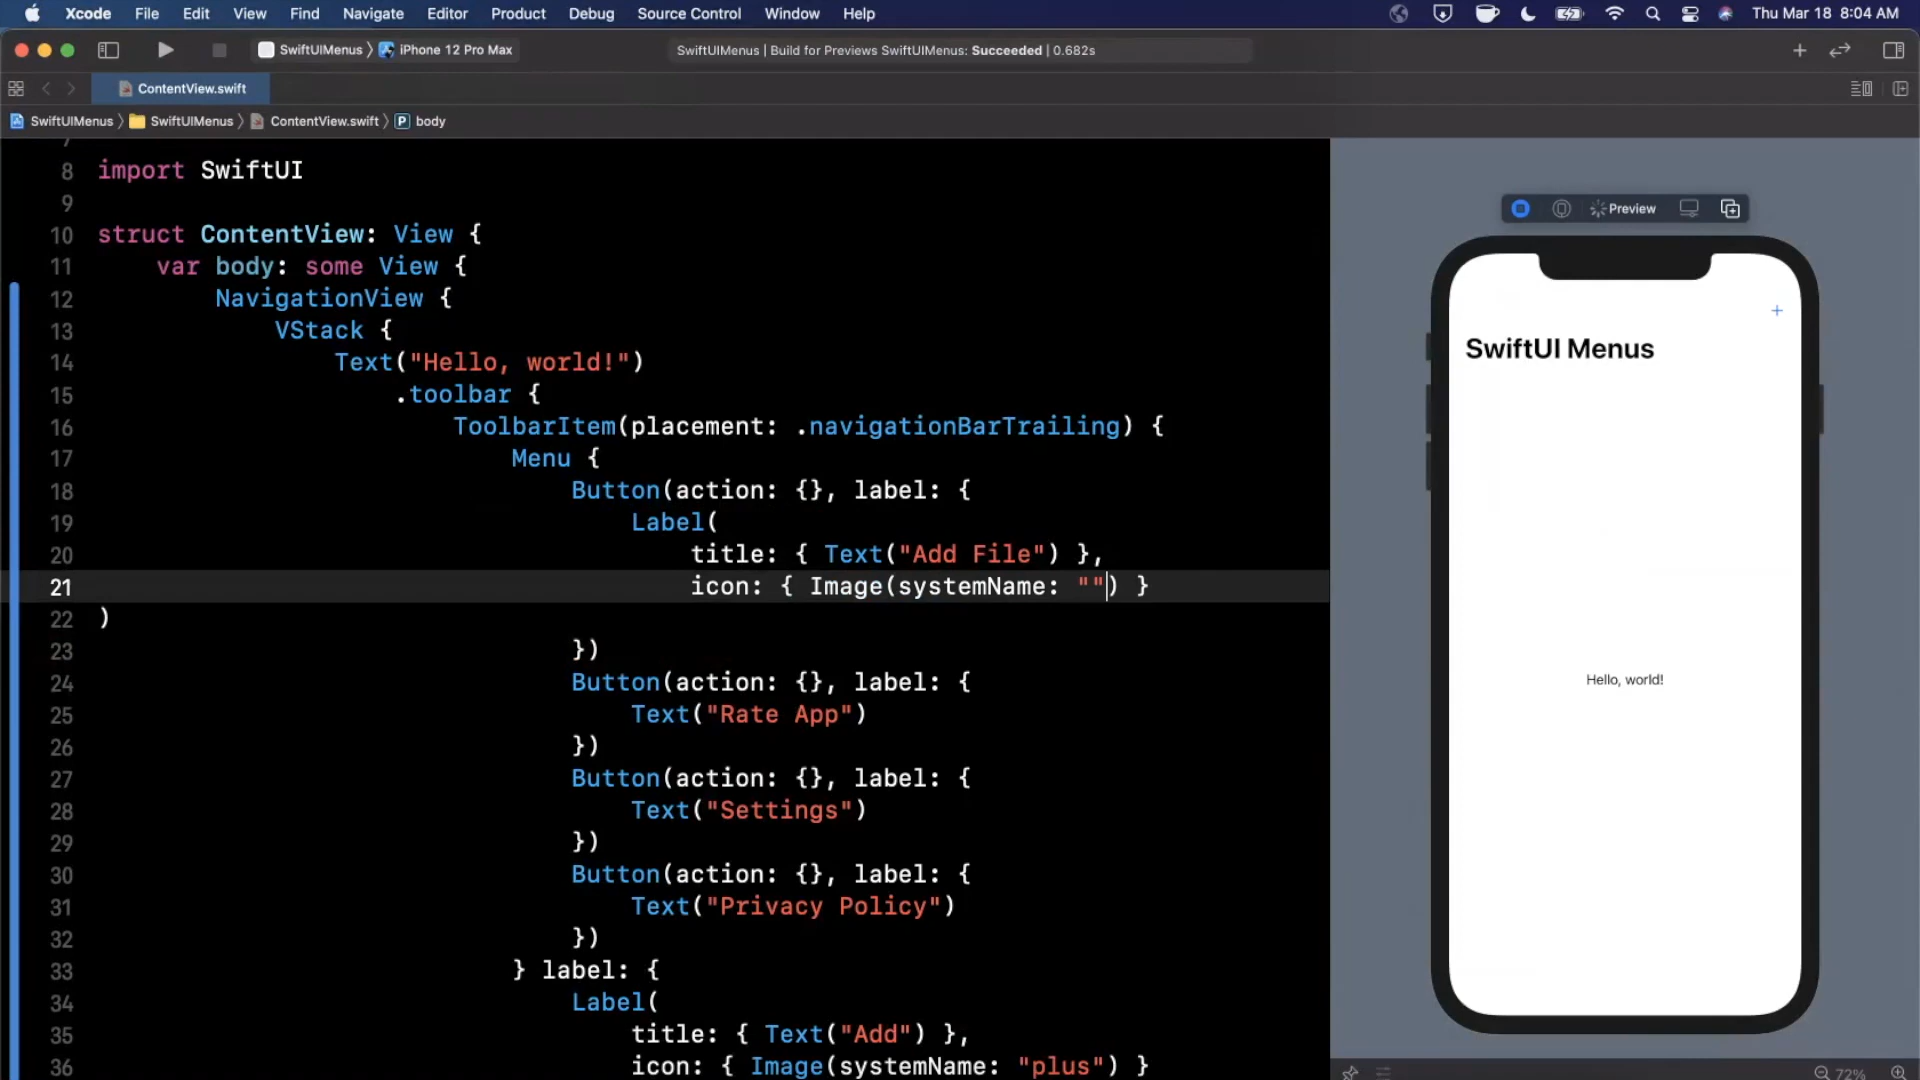 Xcode File Edit View Find Navigate Editor Product Debug Source Control Window Help Thu Mar 18 8:04 AM
SwiftUIMenus 〉 iPhone 12 Pro Max SwiftUIMenus | Build for Previews SwiftUIMenus: Succeeded | 0.682s
ContentView.swift
SwiftUIMenus 〉 SwiftUIMenus 〉 ContentView.swift 〉 P body
8 import SwiftUI
9
10 struct ContentView: View {
11 var body: some View {
12 NavigationView {
13 VStack {
14 Text("Hello, world!")
15 .toolbar {
16 ToolbarItem(placement: .navigationBarTrailing) {
17 Menu {
18 Button(action: {}, label: {
19 Label(
20 title: { Text("Add File") },
21 icon: { Image(systemName: "") }
22 )
23 })
24 Button(action: {}, label: {
25 Text("Rate App")
26 })
27 Button(action: {}, label: {
28 Text("Settings")
29 })
30 Button(action: {}, label: {
31 Text("Privacy Policy")
32 })
33 } label: {
34 Label(
35 title: { Text("Add") },
36 icon: { Image(systemName: "plus") }
Preview
+
SwiftUI Menus
Hello, world!
72%